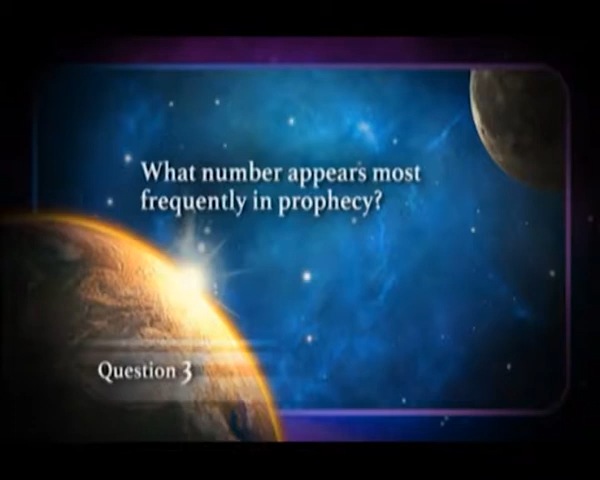 What number appears most
frequently in prophecy?
Question 3